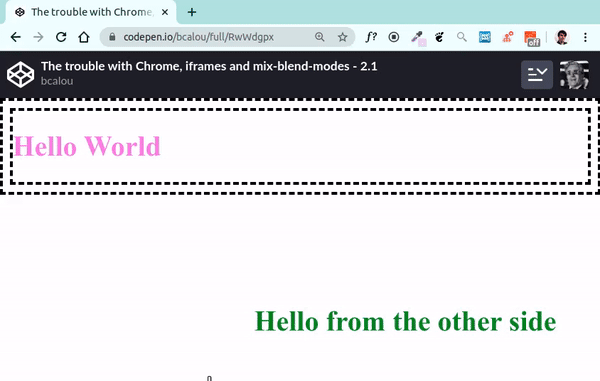 The trouble with Chrome,
codepen.io/bcalou/full/RwWdgpx
f?
off
The trouble with Chrome, iframes and mix-blend-modes - 2.1
bcalou
Hello World
Hello from the other side